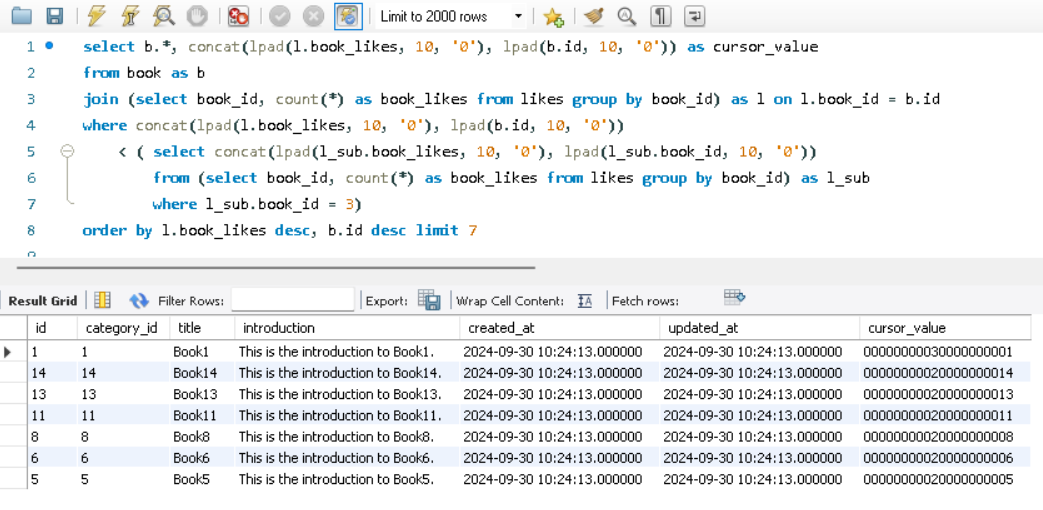 Limit to 2000 rows
1 select b.*, concat(lpad(l.book_likes, 10, '0'), lpad(b.id, 10, '0')) as cursor_value
2 from book as b
3 join (select book_id, count(*) as book_likes from likes group by book_id) as l on l.book_id = b.id
4 where concat(lpad(l.book_likes, 10, '0'), lpad(b.id, 10, '0'))
5 < ( select concat(lpad(l_sub.book_likes, 10, '0'), lpad(l_sub.book_id, 10, '0'))
6 from (select book_id, count(*) as book_likes from likes group by book_id) as l_sub
7 where l_sub.book_id = 3)
8 order by l.book_likes desc, b.id desc limit 7
Result Grid Filter Rows: Export: Wrap Cell Content: Fetch rows:
id category_id title introduction created_at updated_at cursor_value
1 1 Book1 This is the introduction to Book1. 2024-09-30 10:24:13.000000 2024-09-30 10:24:13.000000 00000000030000000001
14 14 Book14 This is the introduction to Book14. 2024-09-30 10:24:13.000000 2024-09-30 10:24:13.000000 00000000020000000014
13 13 Book13 This is the introduction to Book13. 2024-09-30 10:24:13.000000 2024-09-30 10:24:13.000000 00000000020000000013
11 11 Book11 This is the introduction to Book11. 2024-09-30 10:24:13.000000 2024-09-30 10:24:13.000000 00000000020000000011
8 8 Book8 This is the introduction to Book8. 2024-09-30 10:24:13.000000 2024-09-30 10:24:13.000000 00000000020000000008
6 6 Book6 This is the introduction to Book6. 2024-09-30 10:24:13.000000 2024-09-30 10:24:13.000000 00000000020000000006
5 5 Book5 This is the introduction to Book5. 2024-09-30 10:24:13.000000 2024-09-30 10:24:13.000000 00000000020000000005